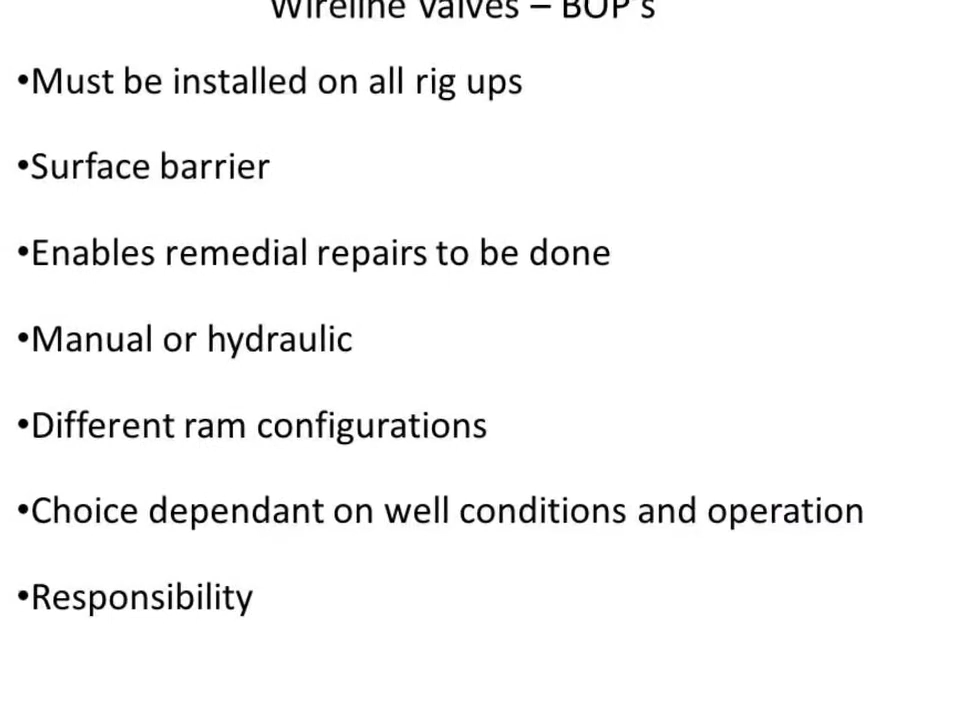 Wireline Valves – BOP's
•Must be installed on all rig ups
•Surface barrier
•Enables remedial repairs to be done
•Manual or hydraulic
•Different ram configurations
•Choice dependant on well conditions and operation
•Responsibility